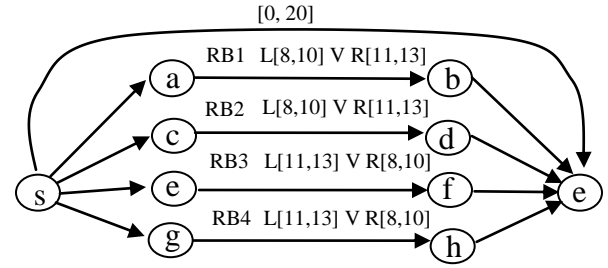 [0, 20]
RB1 L[8,10] V R[11,13]
a b
RB2 L[8,10] V R[11,13]
c d
RB3 L[11,13] V R[8,10]
s e f e
RB4 L[11,13] V R[8,10]
g h